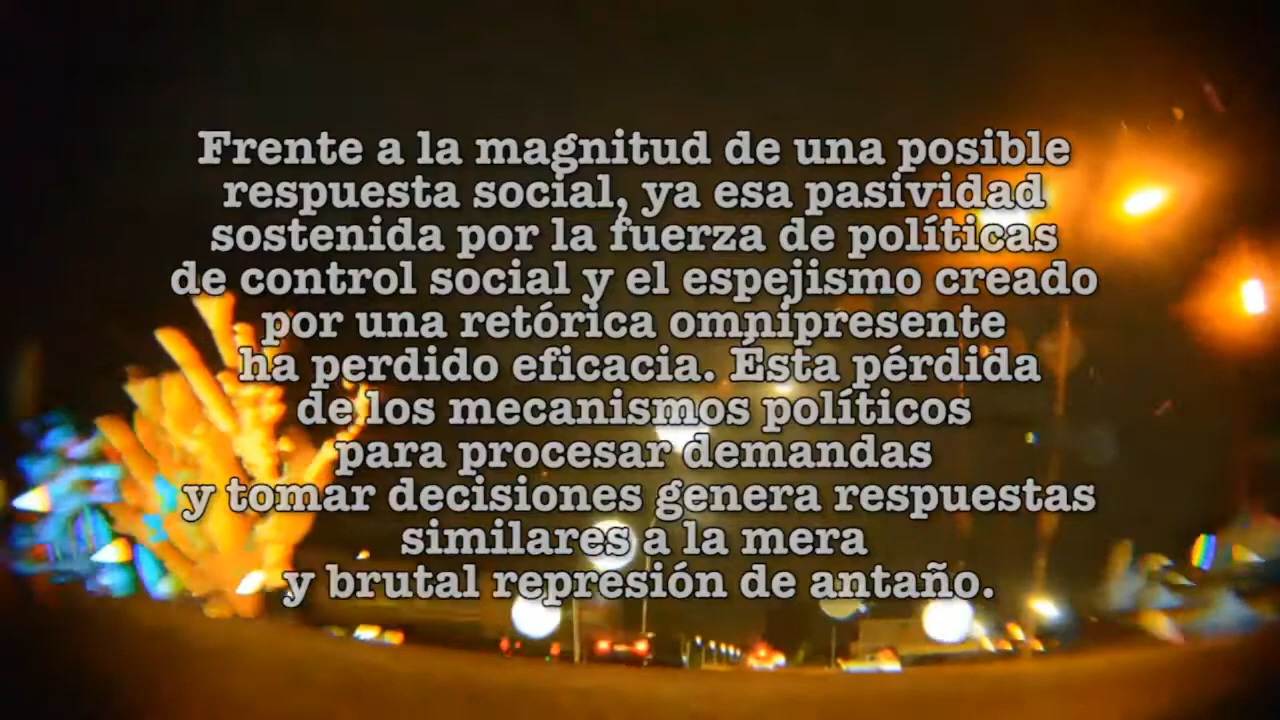 Frente a la magnitud de una posible
respuesta social, ya esa pasividad
sostenida por la fuerza de políticas
de control social y el espejismo creado
por una retórica omnipresente
ha perdido eficacia. Ésta pérdida
de los mecanismos políticos
para procesar demandas
y tomar decisiones genera respuestas
similares a la mera
y brutal represión de antaño.